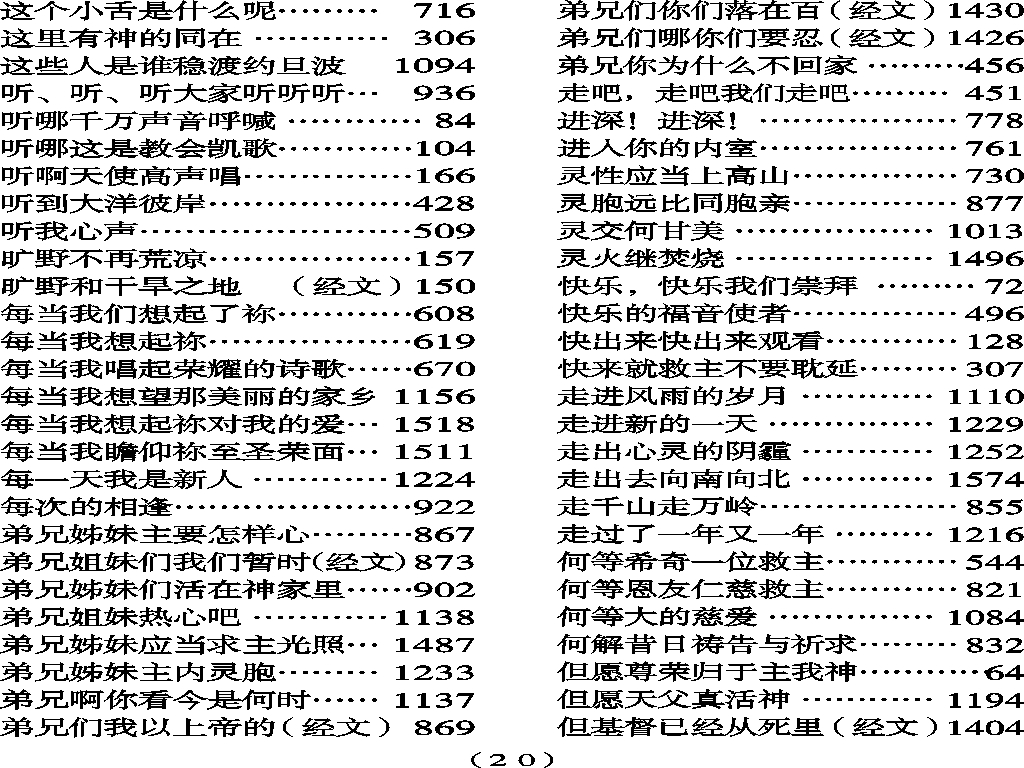 这个小舌是什么呢……… 716
这里有神的同在 ………… 306
这些人是谁稳渡约旦波 1094
听、听、听大家听听听… 936
听哪千万声音呼喊 ………… 84
听哪这是教会凯歌…………104
听啊天使高声唱……………166
听到大洋彼岸………………428
听我心声……………………509
旷野不再荒凉………………157
旷野和干旱之地 （经文）150
每当我们想起了祢…………608
每当我想起祢………………619
每当我唱起荣耀的诗歌……670
每当我想望那美丽的家乡 1156
每当我想起祢对我的爱… 1518
每当我瞻仰祢至圣荣面… 1511
每一天我是新人 …………1224
每次的相逢…………………922
弟兄姊妹主要怎样心………867
弟兄姐妹们我们暂时(经文)873
弟兄姊妹们活在神家里……902
弟兄姐妹热心吧 …………1138
弟兄姊妹应当求主光照… 1487
弟兄姊妹主内灵胞……… 1233
弟兄啊你看今是何时…… 1137
弟兄们我以上帝的(经文) 869
弟兄们你们落在百(经文)1430
弟兄们哪你们要忍(经文)1426
弟兄你为什么不回家 ………456
走吧，走吧我们走吧……… 451
进深！进深！ ……………… 778
进入你的内室……………… 761
灵性应当上高山…………… 730
灵胞远比同胞亲…………… 877
灵交何甘美 ……………… 1013
灵火继焚烧 ……………… 1496
快乐，快乐我们崇拜 ……… 72
快乐的福音使者…………… 496
快出来快出来观看………… 128
快来就救主不要耽延……… 307
走进风雨的岁月 ………… 1110
走进新的一天 …………… 1229
走出心灵的阴霾 ………… 1252
走出去向南向北 ………… 1574
走千山走万岭……………… 855
走过了一年又一年 ……… 1216
何等希奇一位救主………… 544
何等恩友仁慈救主………… 821
何等大的慈爱 …………… 1084
何解昔日祷告与祈求……… 832
但愿尊荣归于主我神…………64
但愿天父真活神 ………… 1194
但基督已经从死里(经文)1404
（20）